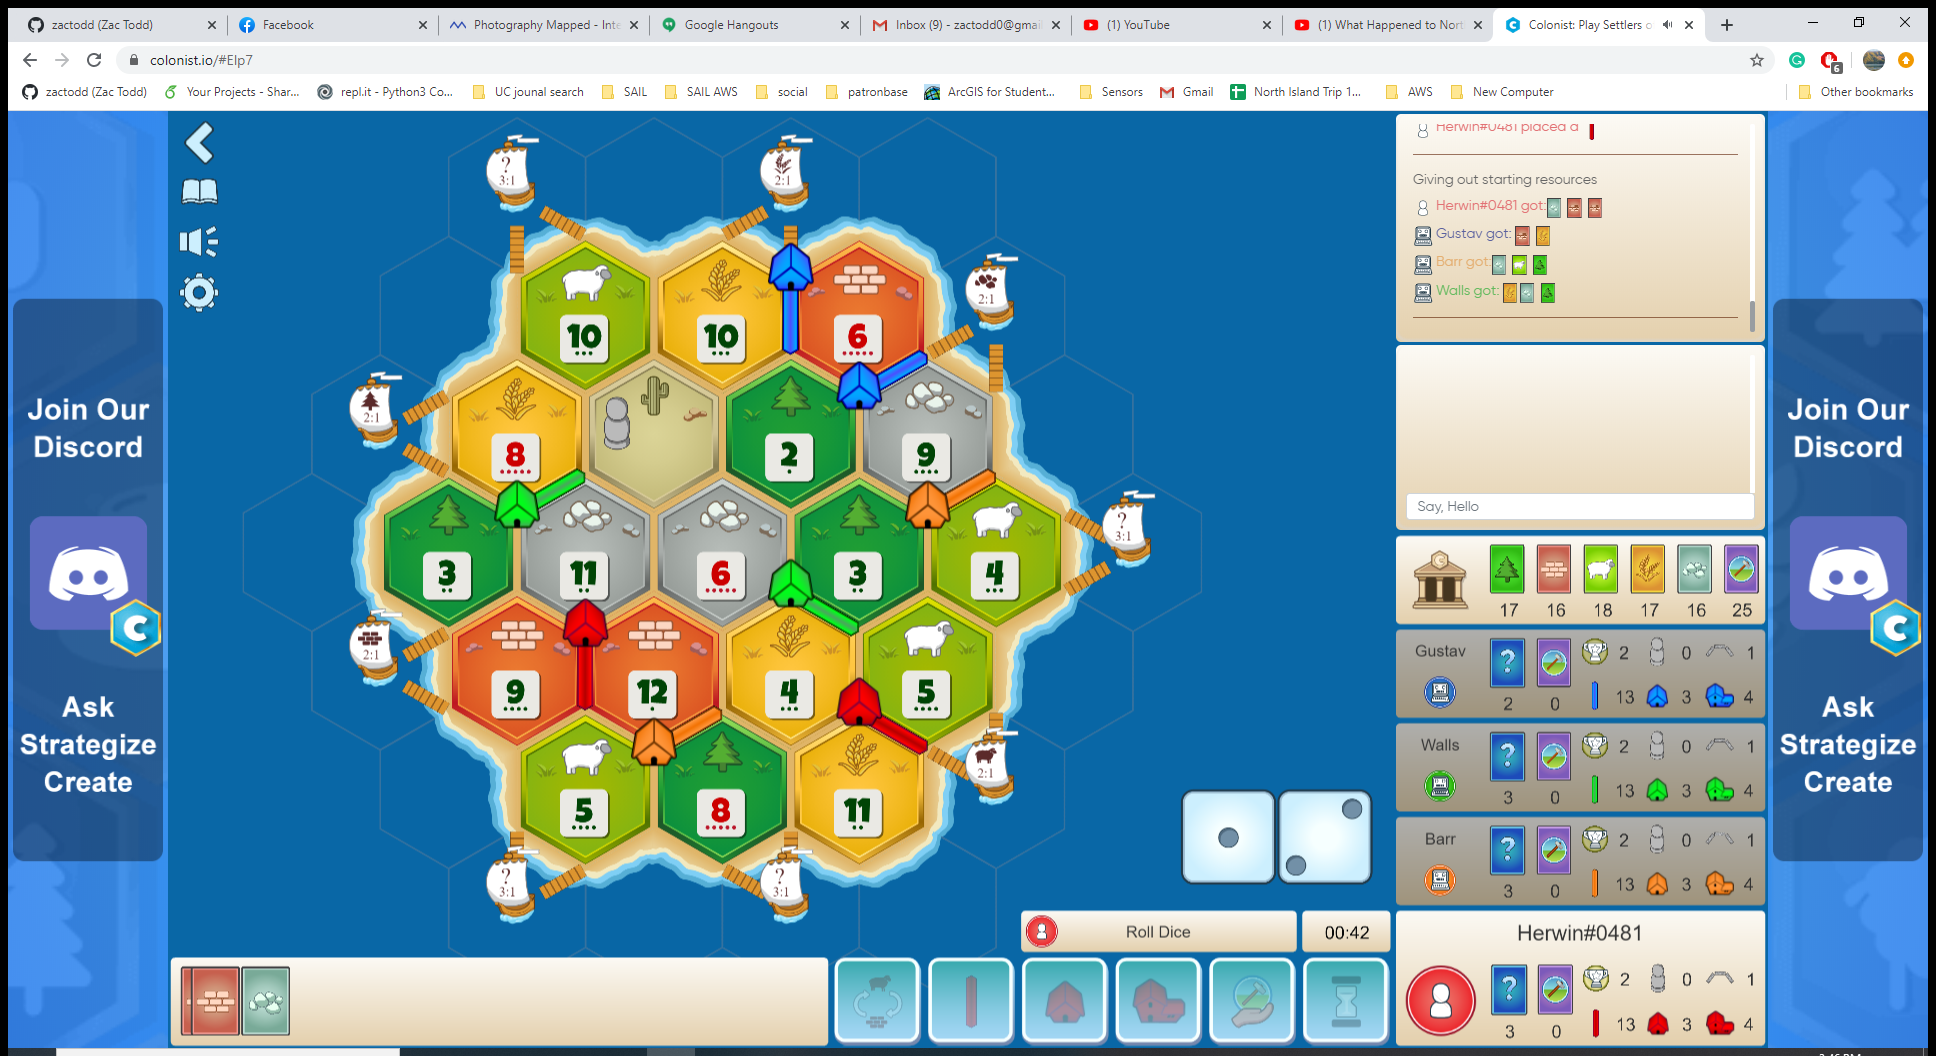 zactodd (Zac Todd)
Facebook
Photography Mapped - Inte
Google Hangouts
Inbox (9) - zactodd0@gmai
(1) YouTube
(1) What Happened to Nort
Colonist: Play Settlers o
colonist.io/#EIp7
6
zactodd (Zac Todd)
Your Projects - Shar...
repl.it - Python3 Co...
UC jounal search
SAIL
SAIL AWS
social
patronbase
ArcGIS for Student...
Sensors
Gmail
North Island Trip 1...
AWS
New Computer
Other bookmarks
Join Our
Discord
Ask
Strategize
Create
? 3:1
2:1
2:1
2:1
? 3:1
2:1
2:1
? 3:1
? 3:1
10
10
6
8
2
9
3
11
6
3
4
9
12
4
5
5
8
11
Herwin#0481 placed a
Giving out starting resources
Herwin#0481 got:
Gustav got:
Barr got:
Walls got:
Say, Hello
17 16 18 17 16 25
Gustav
? 2 0 1
2 0 13 3 4
Walls
? 2 0 1
3 0 13 3 4
Barr
? 2 0 1
3 0 13 3 4
Roll Dice
00:42
Herwin#0481
? 2 0 1
3 0 13 3 4
Join Our
Discord
Ask
Strategize
Create